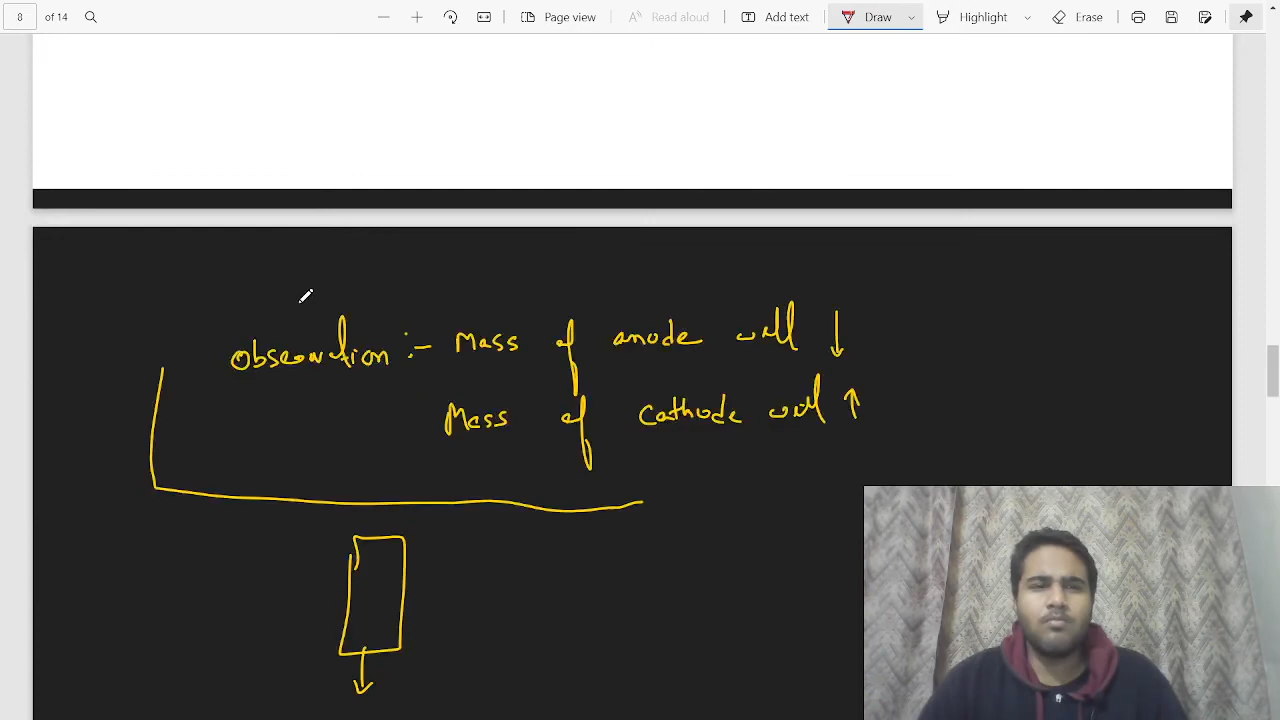 8 of 14 Page view Read aloud Add text Draw Highlight Erase
Observation :- Mass of anode will ↓
Mass of cathode will ↑